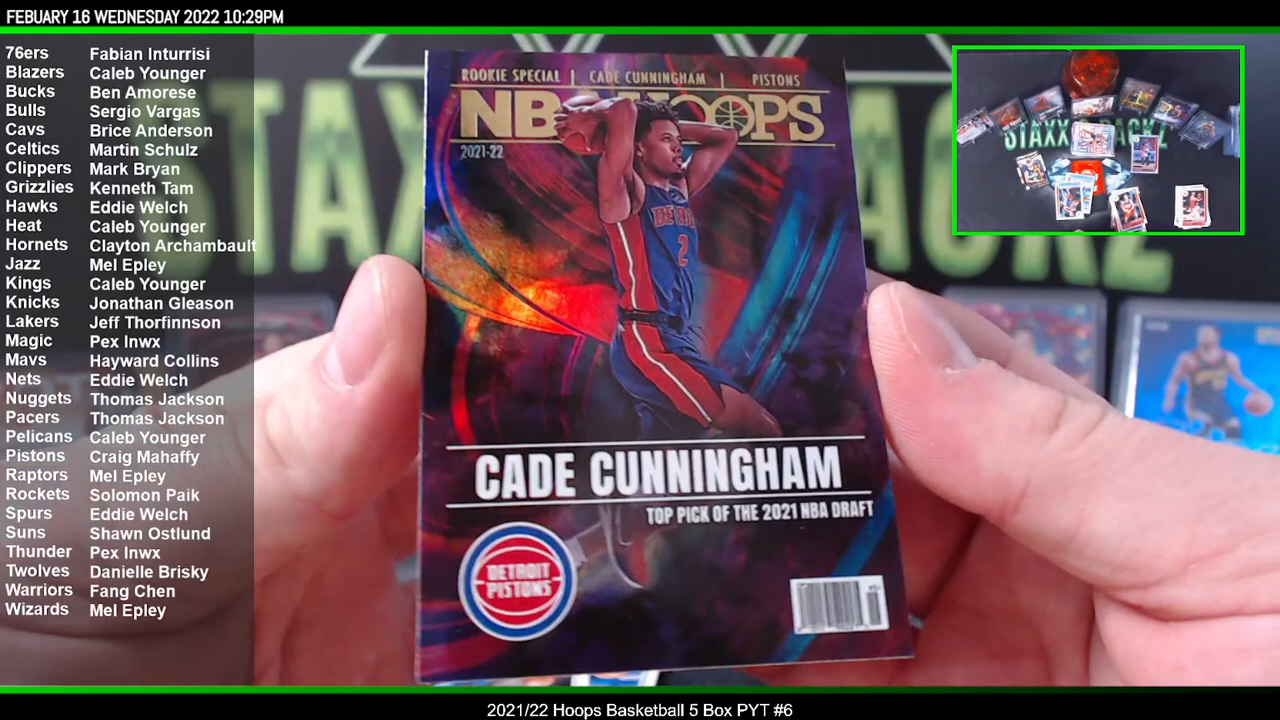 FEBUARY 16 WEDNESDAY 2022 10:29PM
76ers Fabian Inturrisi
Blazers Caleb Younger
Bucks Ben Amorese
Bulls Sergio Vargas
Cavs Brice Anderson
Celtics Martin Schulz
Clippers Mark Bryan
Grizzlies Kenneth Tam
Hawks Eddie Welch
Heat Caleb Younger
Hornets Clayton Archambault
Jazz Mel Epley
Kings Caleb Younger
Knicks Jonathan Gleason
Lakers Jeff Thorfinnson
Magic Pex Inwx
Mavs Hayward Collins
Nets Eddie Welch
Nuggets Thomas Jackson
Pacers Thomas Jackson
Pelicans Caleb Younger
Pistons Craig Mahaffy
Raptors Mel Epley
Rockets Solomon Paik
Spurs Eddie Welch
Suns Shawn Ostlund
Thunder Pex Inwx
Twolves Danielle Brisky
Warriors Fang Chen
Wizards Mel Epley
ROOKIE SPECIAL | CADE CUNNINGHAM | PISTONS
NBA HOOPS
2021-22
DETROIT
2
CADE CUNNINGHAM
TOP PICK OF THE 2021 NBA DRAFT
DETROIT
PISTONS
2021/22 Hoops Basketball 5 Box PYT #6